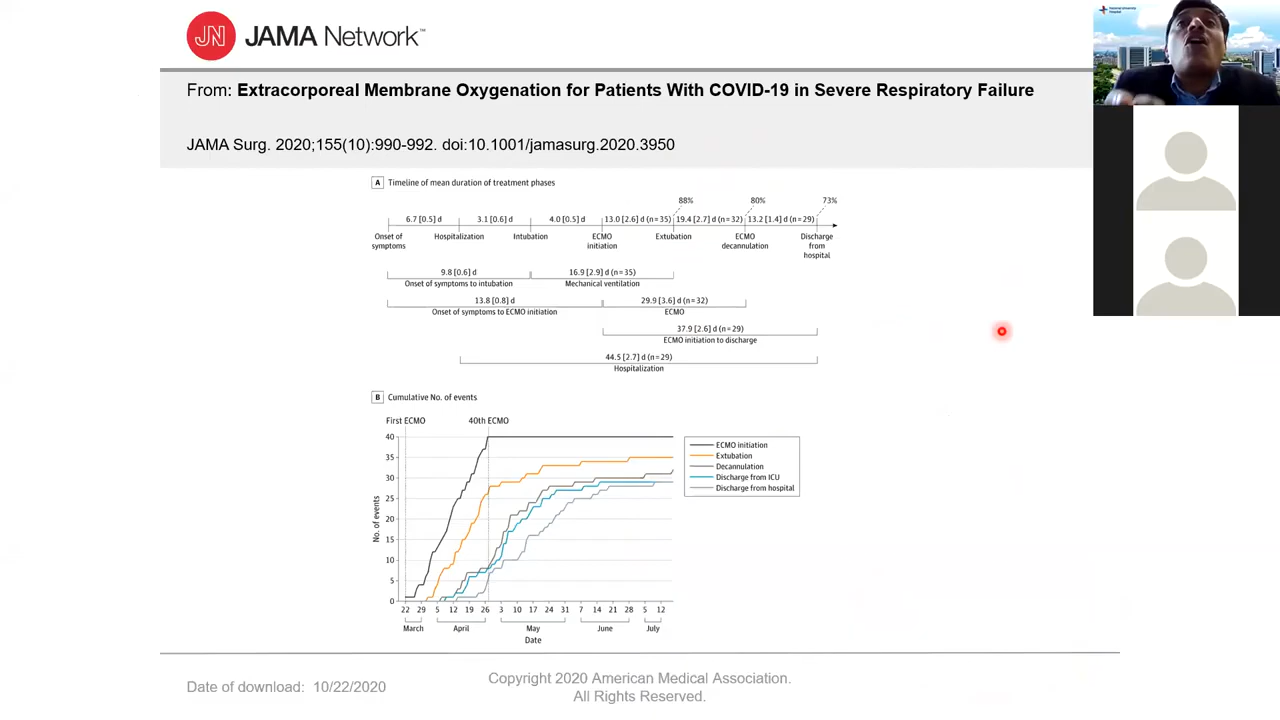 JN JAMA Network™
National University
Hospital
From: Extracorporeal Membrane Oxygenation for Patients With COVID-19 in Severe Respiratory Failure
JAMA Surg. 2020;155(10):990-992. doi:10.1001/jamasurg.2020.3950
A Timeline of mean duration of treatment phases
88% 80% 73%
6.7 [0.5] d 3.1 [0.6] d 4.0 [0.5] d 13.0 [2.6] d (n=35) 19.4 [2.7] d (n=32) 13.2 [1.4] d (n=29)
Onset of symptoms Hospitalization Intubation ECMO initiation Extubation ECMO decannulation Discharge from hospital
9.8 [0.6] d 16.9 [2.9] d (n=35)
Onset of symptoms to intubation Mechanical ventilation
13.8 [0.8] d 29.9 [3.6] d (n=32)
Onset of symptoms to ECMO initiation ECMO
37.9 [2.6] d (n=29)
ECMO initiation to discharge
44.5 [2.7] d (n=29)
Hospitalization
B Cumulative No. of events
First ECMO 40th ECMO
40
35
30
25
20
15
10
5
0
No. of events
ECMO initiation
Extubation
Decannulation
Discharge from ICU
Discharge from hospital
22 29 5 12 19 26 3 10 17 24 31 7 14 21 28 5 12
March April May June July
Date
Date of download: 10/22/2020
Copyright 2020 American Medical Association.
All Rights Reserved.